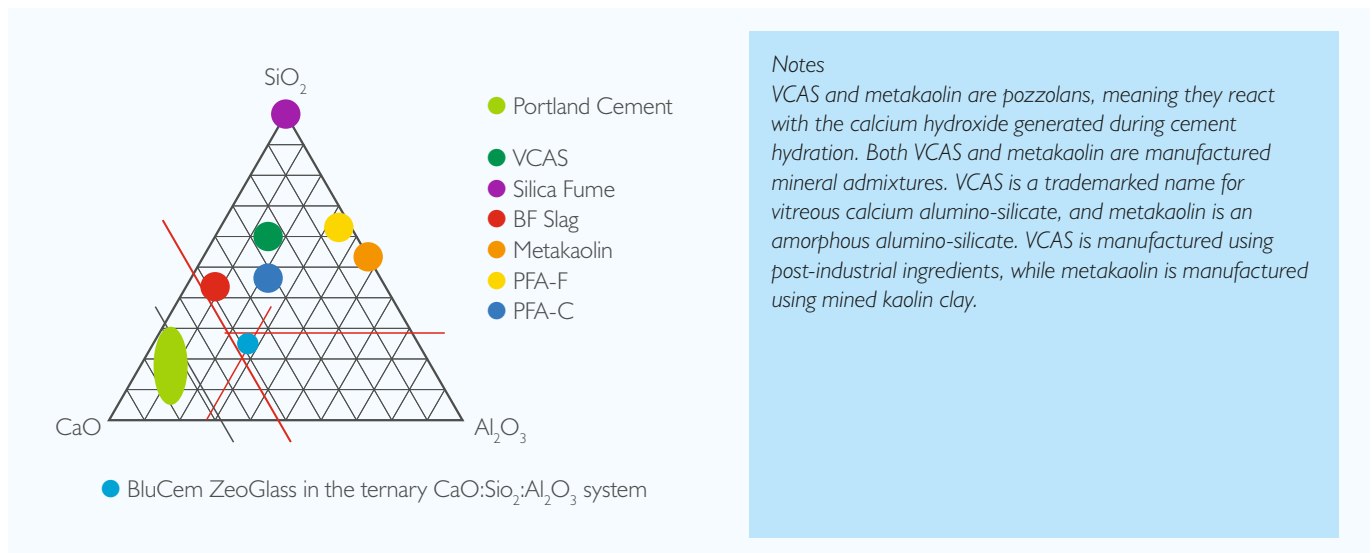 SiO₂
Portland Cement
VCAS
Silica Fume
BF Slag
Metakaolin
PFA-F
PFA-C
CaO
Al₂O₃
BluCem ZeoGlass in the ternary CaO:Sio₂:Al₂O₃ system
Notes
VCAS and metakaolin are pozzolans, meaning they react
with the calcium hydroxide generated during cement
hydration. Both VCAS and metakaolin are manufactured
mineral admixtures. VCAS is a trademarked name for
vitreous calcium alumino-silicate, and metakaolin is an
amorphous alumino-silicate. VCAS is manufactured using
post-industrial ingredients, while metakaolin is manufactured
using mined kaolin clay.